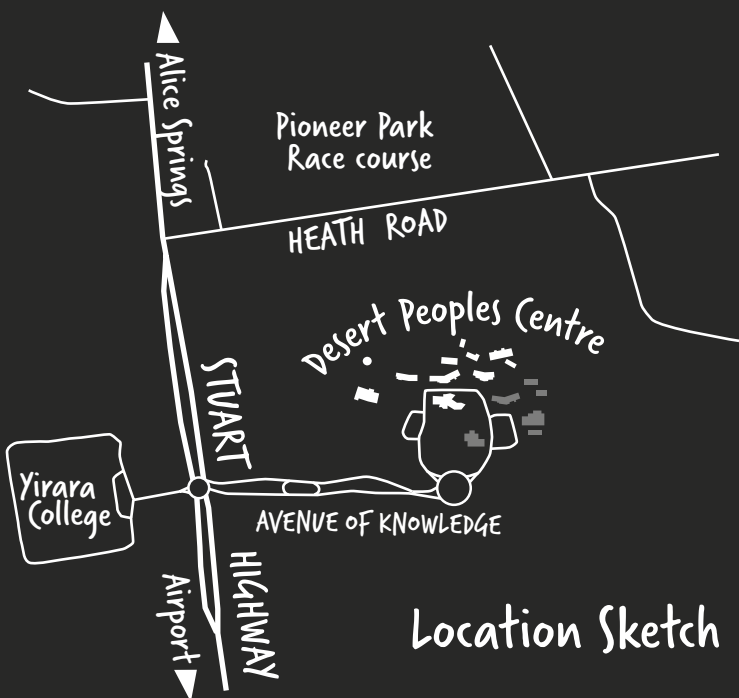 Alice Springs
Pioneer Park
Race course
HEATH ROAD
Desert Peoples Centre
STUART
Yirara
College
AVENUE OF KNOWLEDGE
HIGHWAY
Airport
Location Sketch